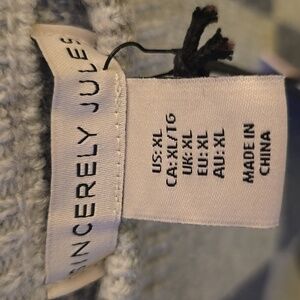 SINCERELY JULES
US: XL
CA: XL/TG
UK: XL
EU: XL
AU: XL
MADE IN
CHINA